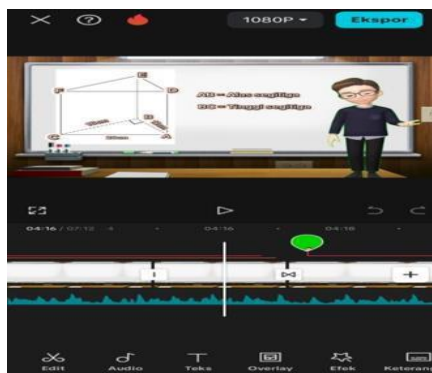 1080P
Ekspor
E
F
D
B
C
A
AB = Alas segitiga
BC = Tinggi segitiga
04:16 / 07:12
04:16
04:18
Edit
Audio
Teks
Overlay
Efek
Keteran